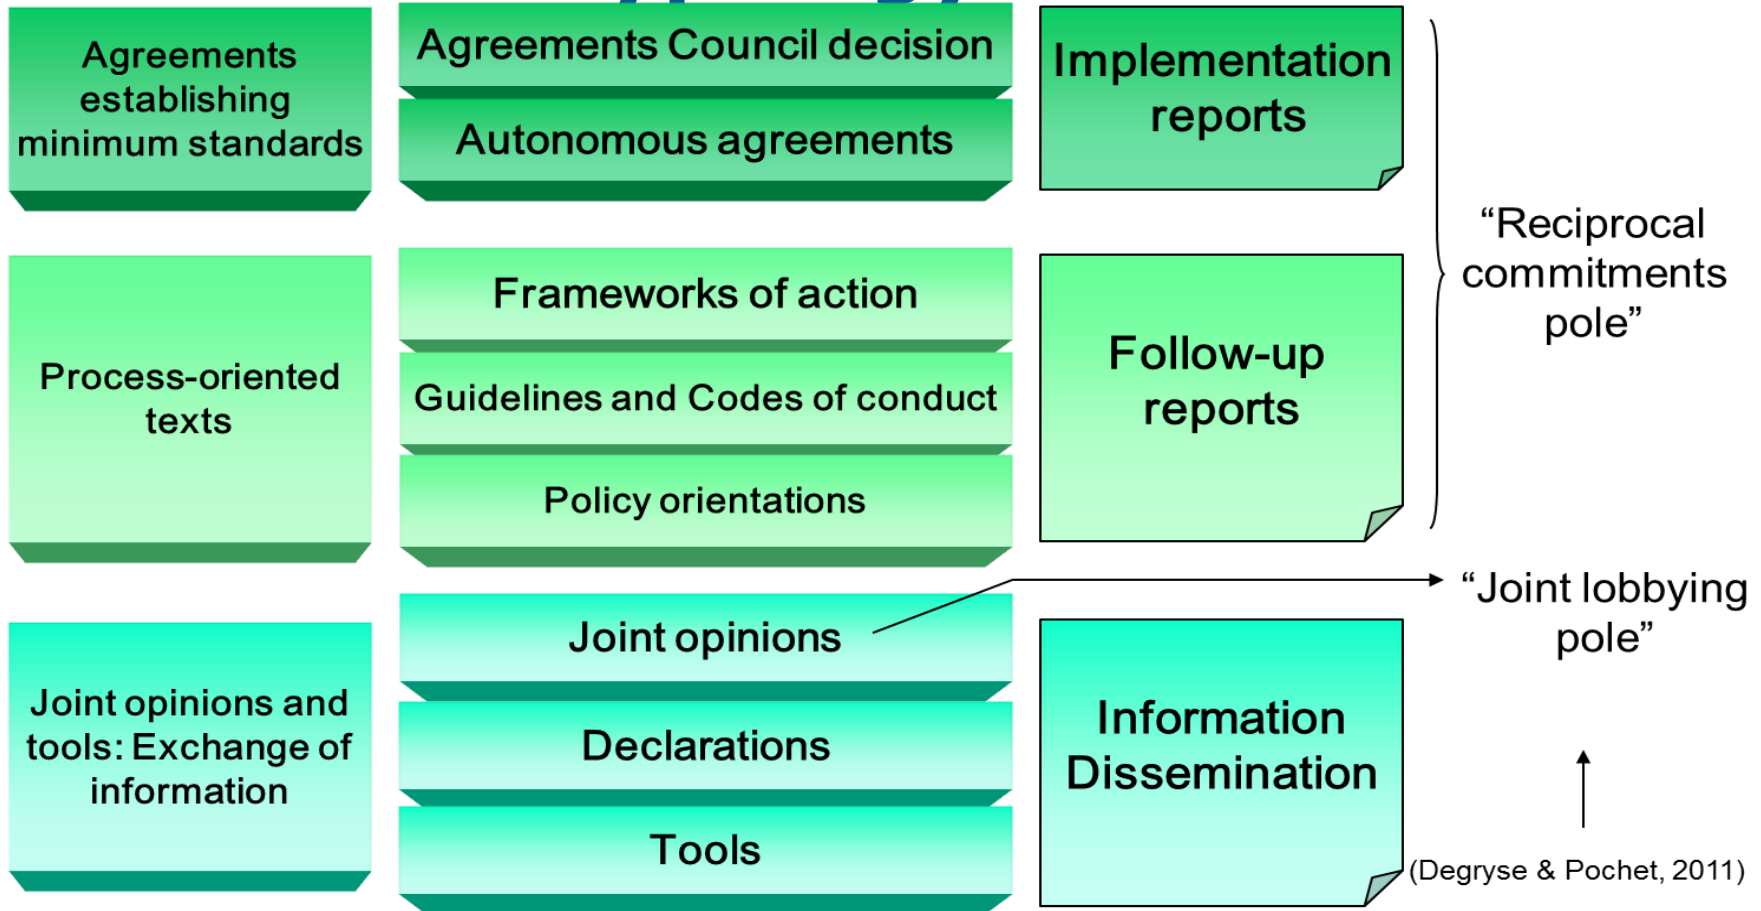 Agreements
establishing
minimum standards
Agreements Council decision
Autonomous agreements
Implementation
reports
“Reciprocal
commitments
pole”
Process-oriented
texts
Frameworks of action
Guidelines and Codes of conduct
Policy orientations
Follow-up
reports
Joint opinions and
tools: Exchange of
information
Joint opinions
Declarations
Tools
Information
Dissemination
“Joint lobbying
pole”
(Degryse & Pochet, 2011)